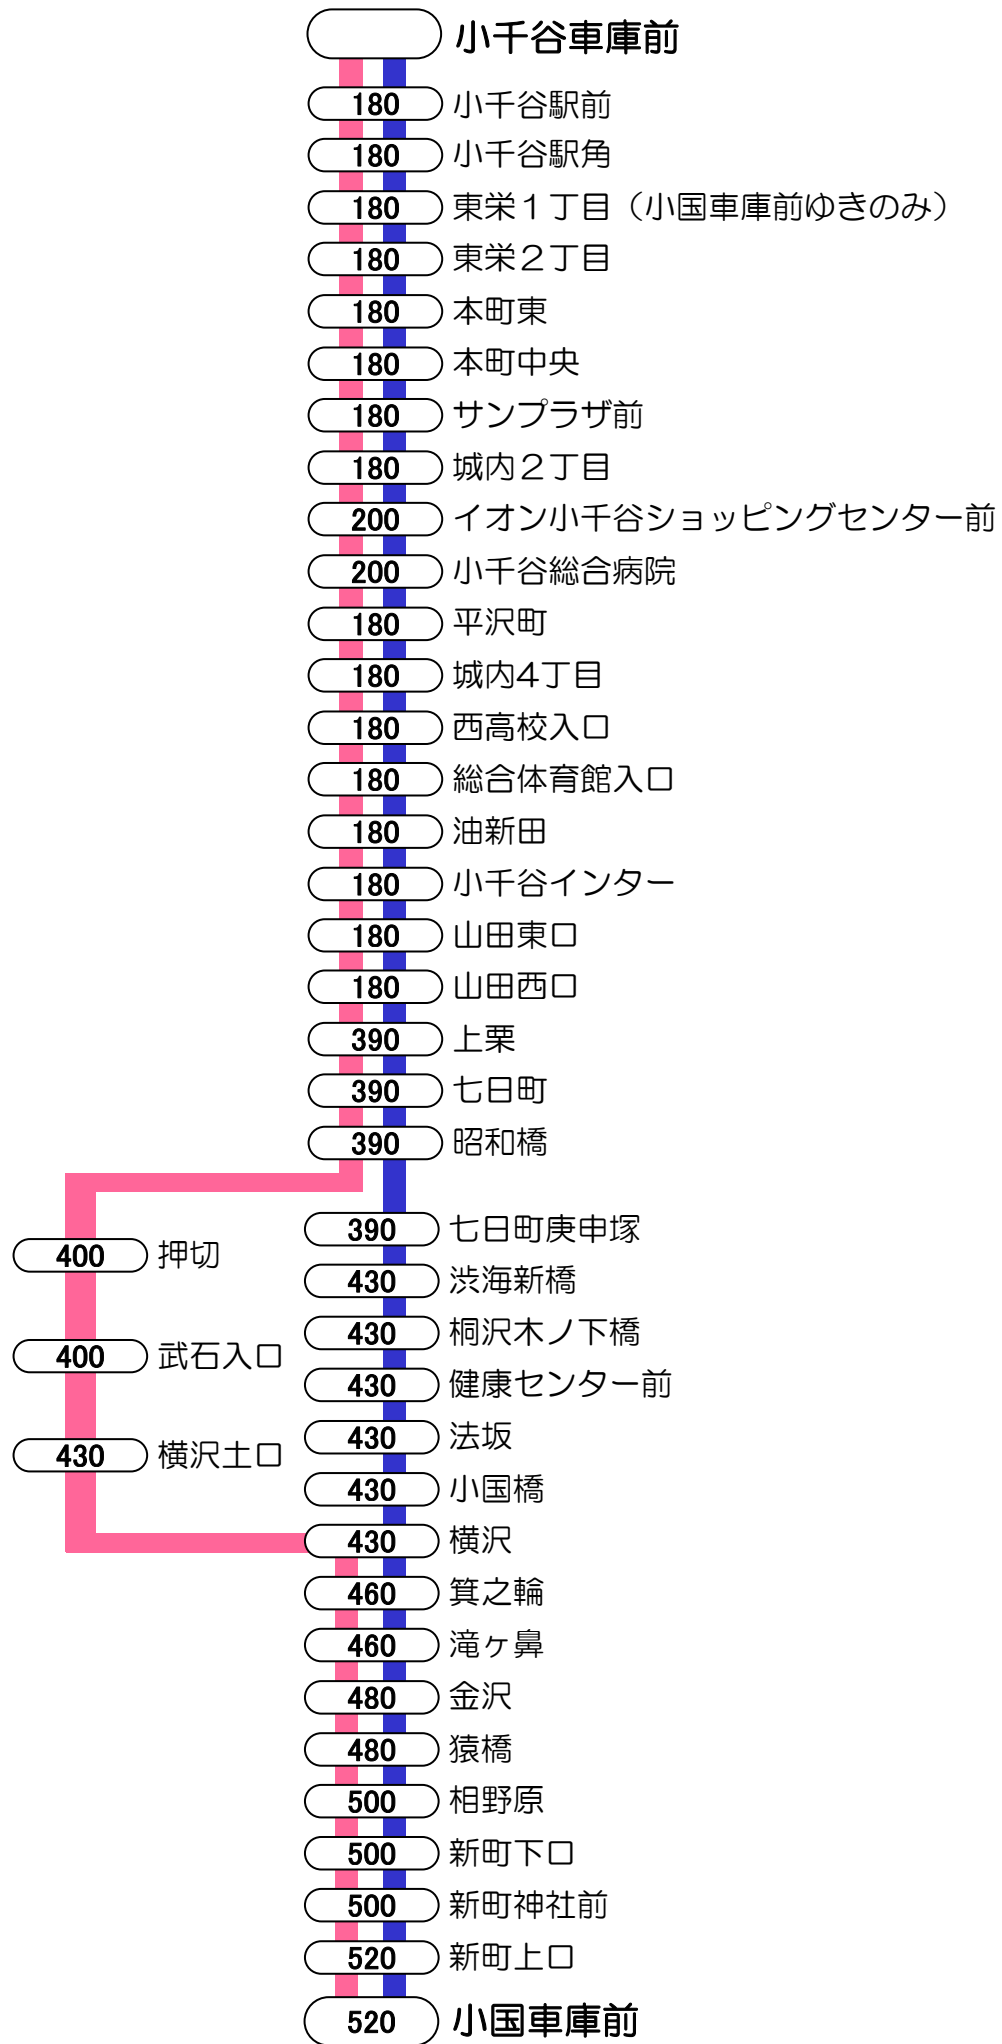 小千谷車庫前
180 小千谷駅前
180 小千谷駅角
180 東栄1丁目（小国車庫前ゆきのみ）
180 東栄2丁目
180 本町東
180 本町中央
180 サンプラザ前
180 城内2丁目
200 イオン小千谷ショッピングセンター前
200 小千谷総合病院
180 平沢町
180 城内4丁目
180 西高校入口
180 総合体育館入口
180 油新田
180 小千谷インター
180 山田東口
180 山田西口
390 上栗
390 七日町
390 昭和橋
400 押切
400 武石入口
430 横沢土口
390 七日町庚申塚
430 渋海新橋
430 桐沢木ノ下橋
430 健康センター前
430 法坂
430 小国橋
430 横沢
460 箕之輪
460 滝ヶ鼻
480 金沢
480 猿橋
500 相野原
500 新町下口
500 新町神社前
520 新町上口
520 小国車庫前